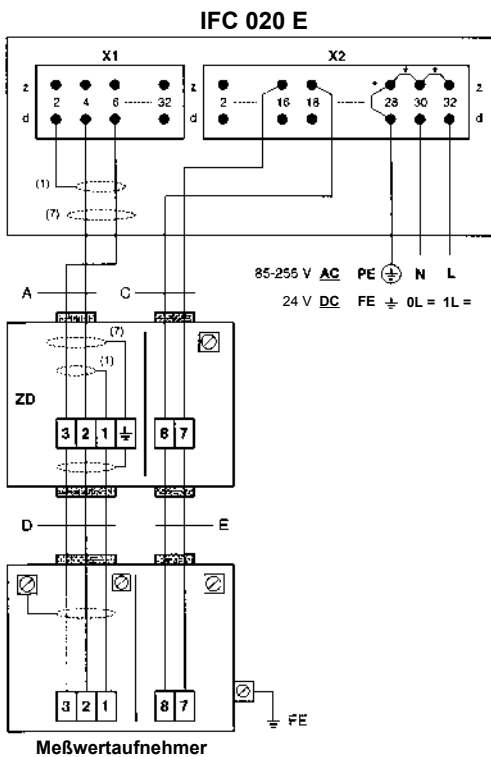 IFC 020 E
X1 X2
z z z
2 4 6 32 2 16 18 28 30 32
d d d
(1)
(7)
85-255 V AC PE N L
24 V DC FE 0L = 1L =
A C
(7)
(1)
ZD
3 2 1 8 7
D E
3 2 1 8 7
FE
Meßwertaufnehmer